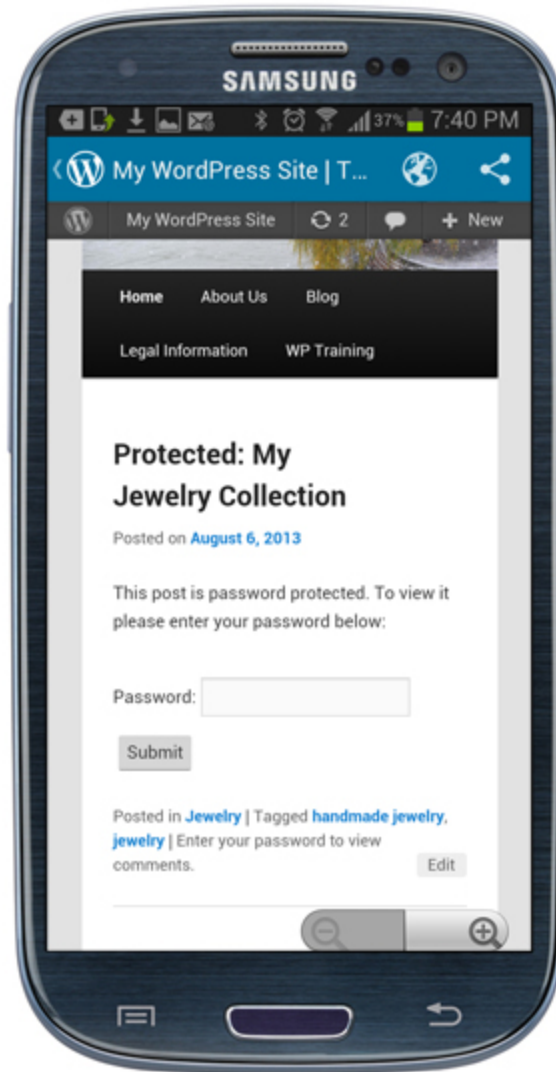 SAMSUNG
37% 7:40 PM
My WordPress Site | T...
My WordPress Site 2 + New
Home About Us Blog
Legal Information WP Training
Protected: My
Jewelry Collection
Posted on August 6, 2013
This post is password protected. To view it
please enter your password below:
Password:
Submit
Posted in Jewelry | Tagged handmade jewelry,
jewelry | Enter your password to view
comments.
Edit